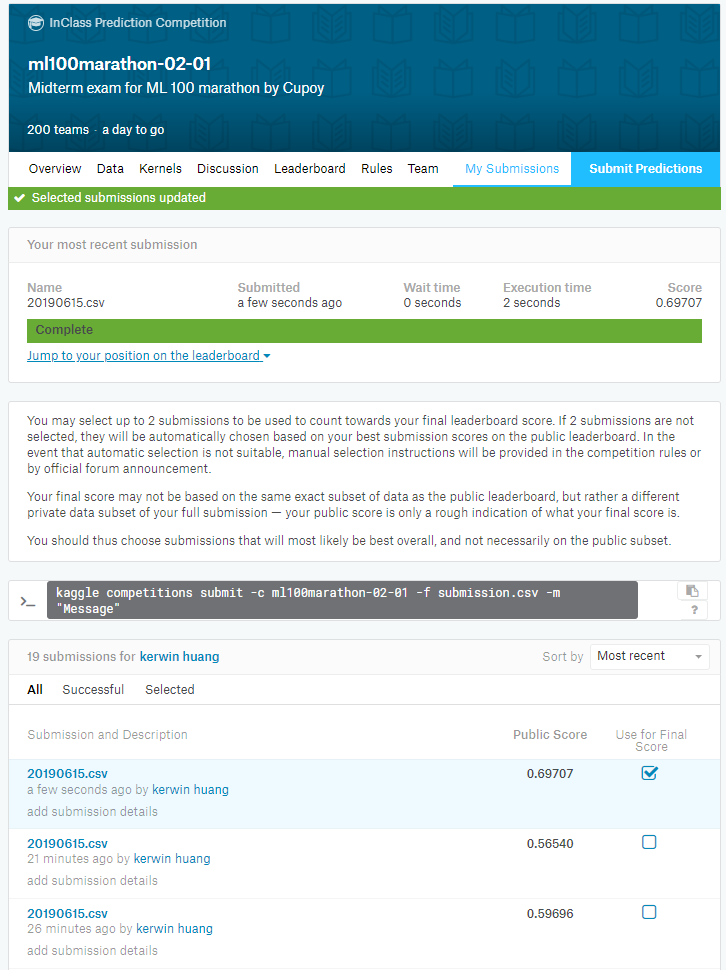 InClass Prediction Competition
ml100marathon-02-01
Midterm exam for ML 100 marathon by Cupoy
200 teams · a day to go
Overview Data Kernels Discussion Leaderboard Rules Team My Submissions Submit Predictions
Selected submissions updated
Your most recent submission
Name Submitted Wait time Execution time Score
20190615.csv a few seconds ago 0 seconds 2 seconds 0.69707
Complete
Jump to your position on the leaderboard
You may select up to 2 submissions to be used to count towards your final leaderboard score. If 2 submissions are not
selected, they will be automatically chosen based on your best submission scores on the public leaderboard. In the
event that automatic selection is not suitable, manual selection instructions will be provided in the competition rules or
by official forum announcement.
Your final score may not be based on the same exact subset of data as the public leaderboard, but rather a different
private data subset of your full submission — your public score is only a rough indication of what your final score is.
You should thus choose submissions that will most likely be best overall, and not necessarily on the public subset.
>_ kaggle competitions submit -c ml100marathon-02-01 -f submission.csv -m
"Message"
?
19 submissions for kerwin huang Sort by Most recent
All Successful Selected
Submission and Description Public Score Use for Final
Score
20190615.csv 0.69707
a few seconds ago by kerwin huang
add submission details
20190615.csv 0.56540
21 minutes ago by kerwin huang
add submission details
20190615.csv 0.59696
26 minutes ago by kerwin huang
add submission details